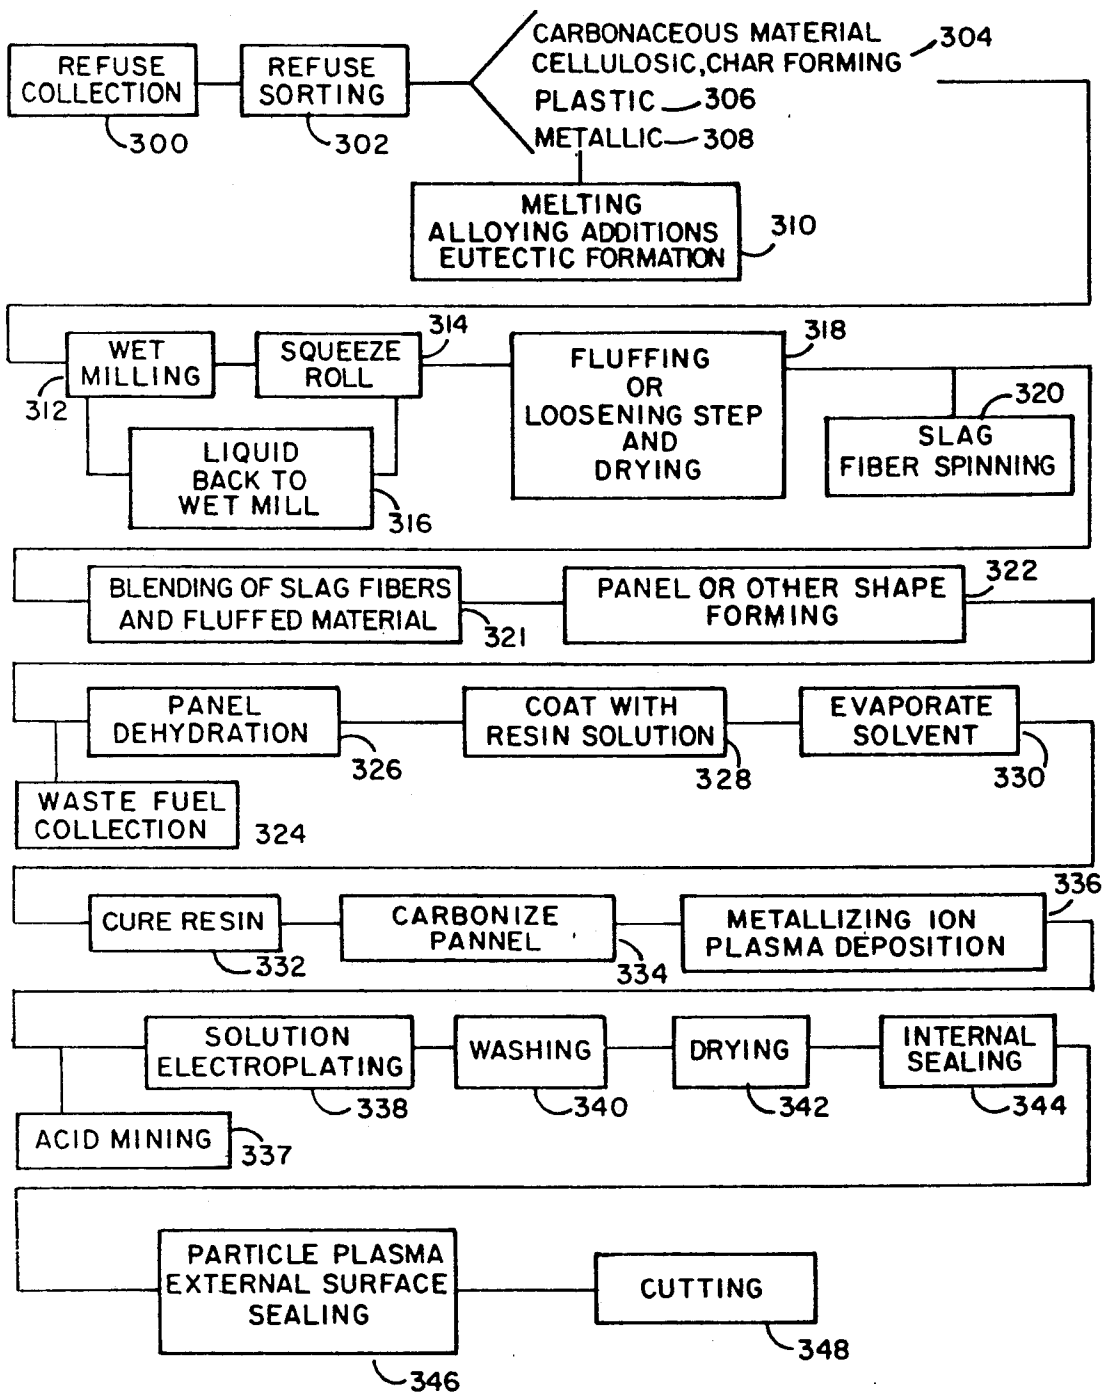 REFUSE
COLLECTION
300
REFUSE
SORTING
302
CARBONACEOUS MATERIAL
CELLULOSIC,CHAR FORMING
304
PLASTIC
306
METALLIC
308
MELTING
ALLOYING ADDITIONS
EUTECTIC FORMATION
310
WET
MILLING
312
SQUEEZE
ROLL
314
LIQUID
BACK TO
WET MILL
316
FLUFFING
OR
LOOSENING STEP
AND
DRYING
318
SLAG
FIBER SPINNING
320
BLENDING OF SLAG FIBERS
AND FLUFFED MATERIAL
321
PANEL OR OTHER SHAPE
FORMING
322
WASTE FUEL
COLLECTION
324
PANEL
DEHYDRATION
326
COAT WITH
RESIN SOLUTION
328
EVAPORATE
SOLVENT
330
CURE RESIN
332
CARBONIZE
PANNEL
334
METALLIZING ION
PLASMA DEPOSITION
336
ACID MINING
337
SOLUTION
ELECTROPLATING
338
WASHING
340
DRYING
342
INTERNAL
SEALING
344
PARTICLE PLASMA
EXTERNAL SURFACE
SEALING
346
CUTTING
348